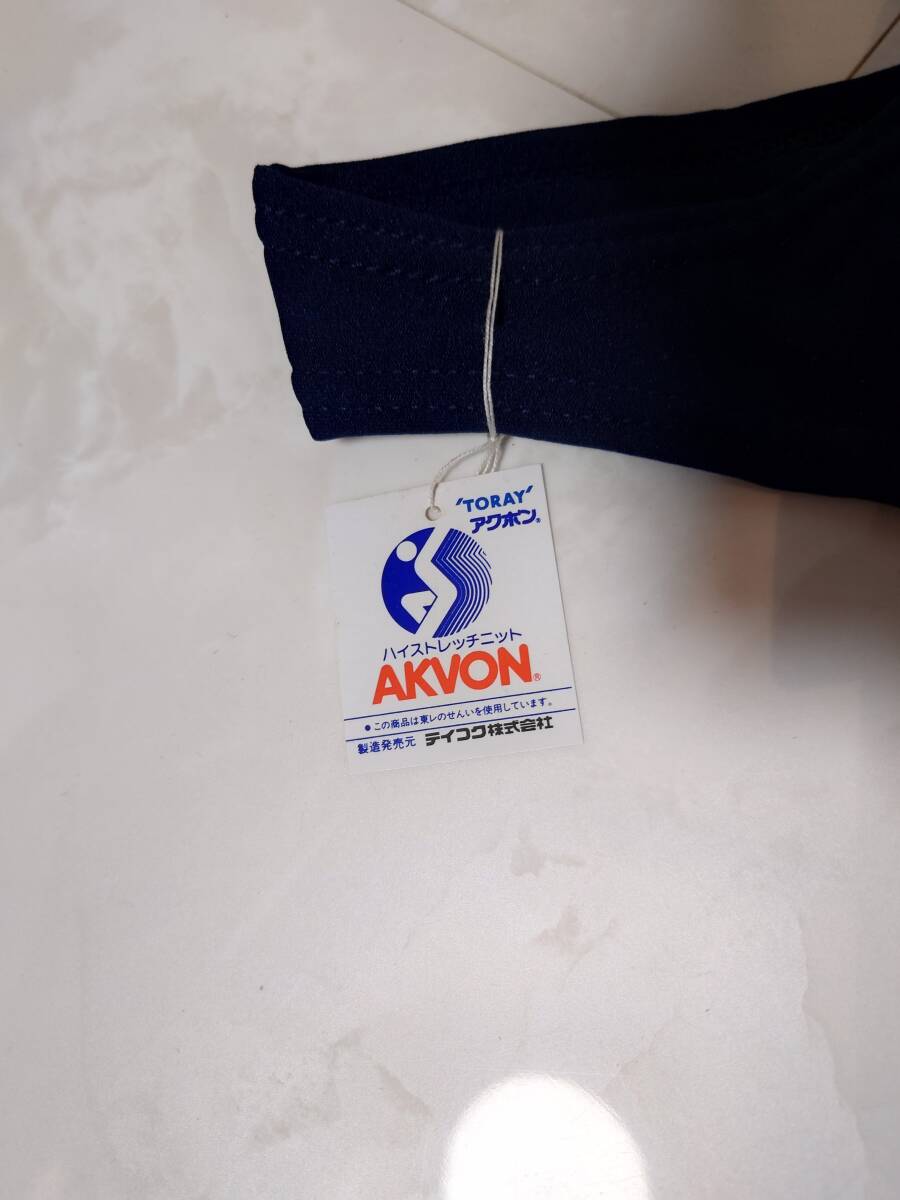 'TORAY'
アクボン®
ハイストレッチニット
AKVON®
●この商品は東レのせんいを使用しています。
製造発売元 テイコク株式会社